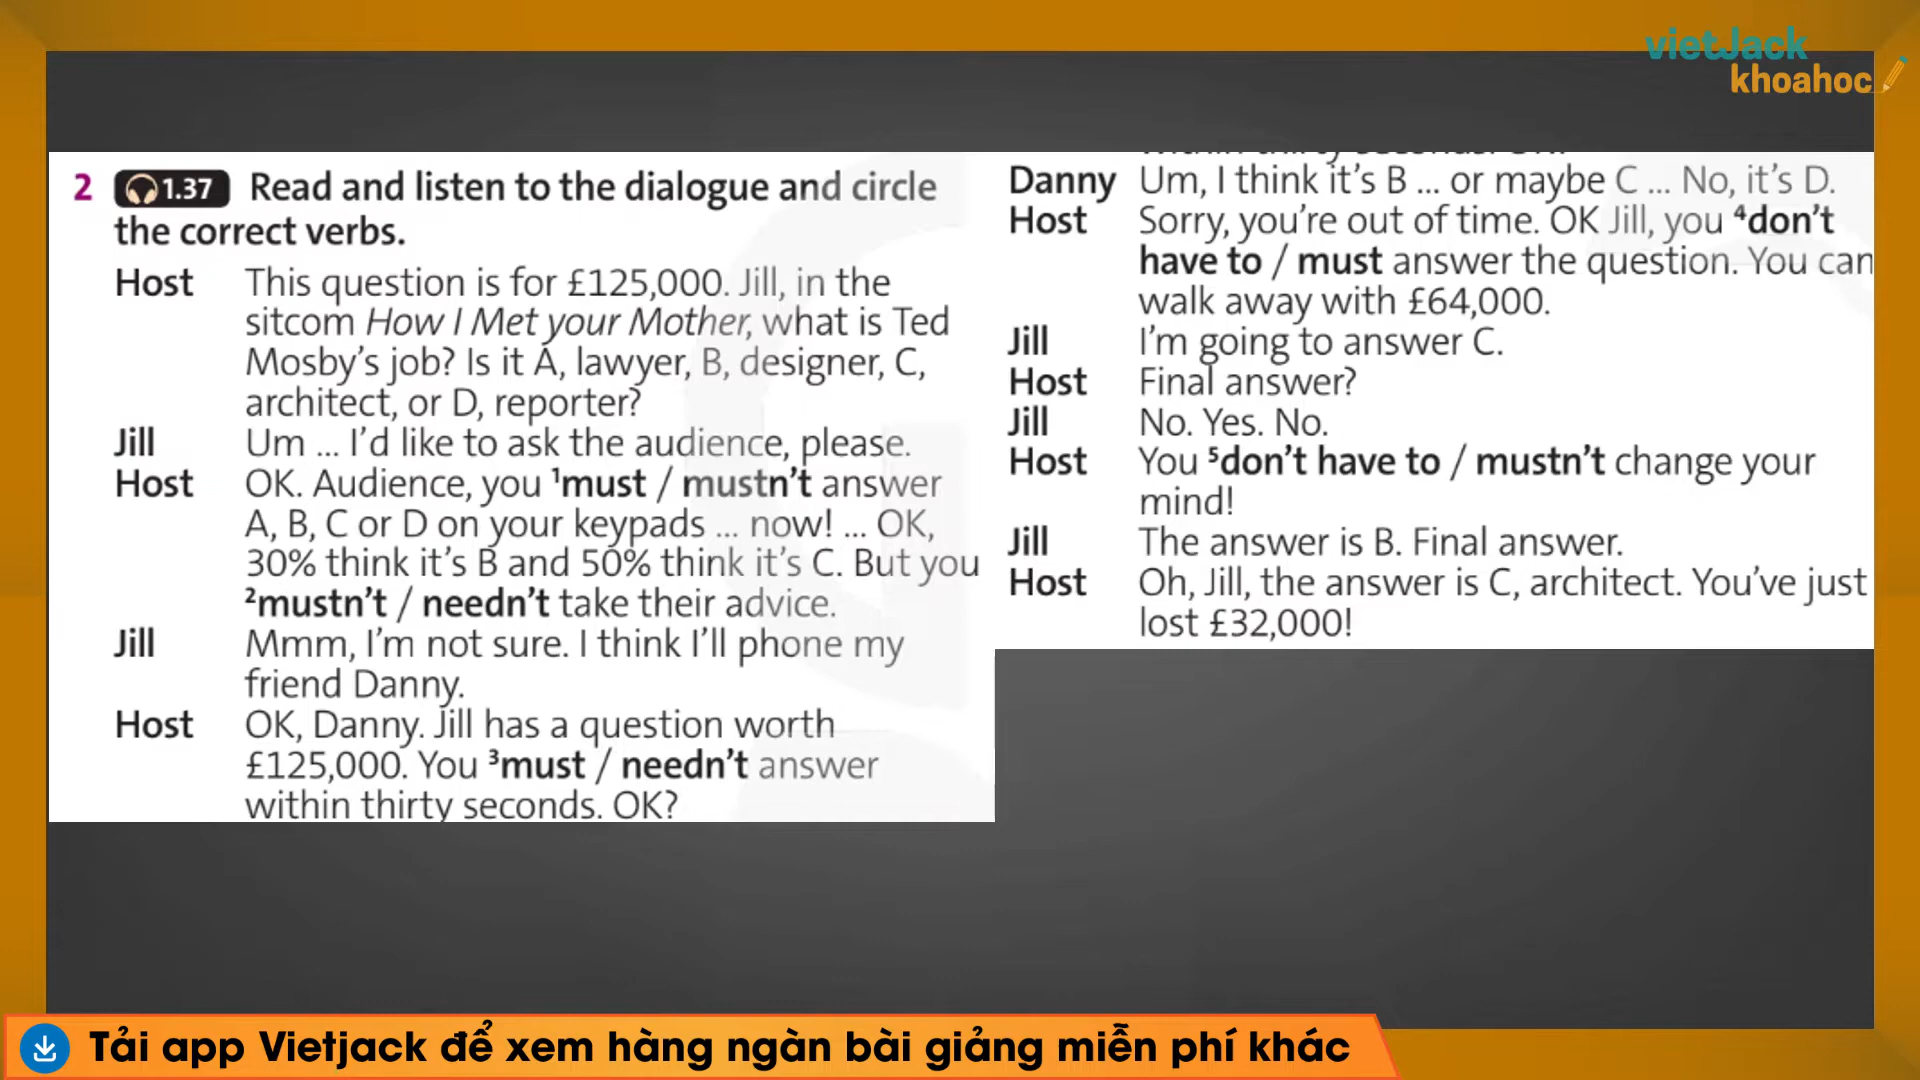 vietJack
khoahoc
2 1.37 Read and listen to the dialogue and circle
the correct verbs.
Host This question is for £125,000. Jill, in the
sitcom How I Met your Mother, what is Ted
Mosby's job? Is it A, lawyer, B, designer, C,
architect, or D, reporter?
Jill Um ... I'd like to ask the audience, please.
Host OK. Audience, you ¹must / mustn't answer
A, B, C or D on your keypads ... now! ... OK,
30% think it's B and 50% think it's C. But you
²mustn't / needn't take their advice.
Jill Mmm, I'm not sure. I think I'll phone my
friend Danny.
Host OK, Danny. Jill has a question worth
£125,000. You ³must / needn't answer
within thirty seconds. OK?
Danny Um, I think it's B ... or maybe C ... No, it's D.
Host Sorry, you're out of time. OK Jill, you ⁴don't
have to / must answer the question. You can
walk away with £64,000.
Jill I'm going to answer C.
Host Final answer?
Jill No. Yes. No.
Host You ⁵don't have to / mustn't change your
mind!
Jill The answer is B. Final answer.
Host Oh, Jill, the answer is C, architect. You've just
lost £32,000!
Tải app Vietjack để xem hàng ngàn bài giảng miễn phí khác